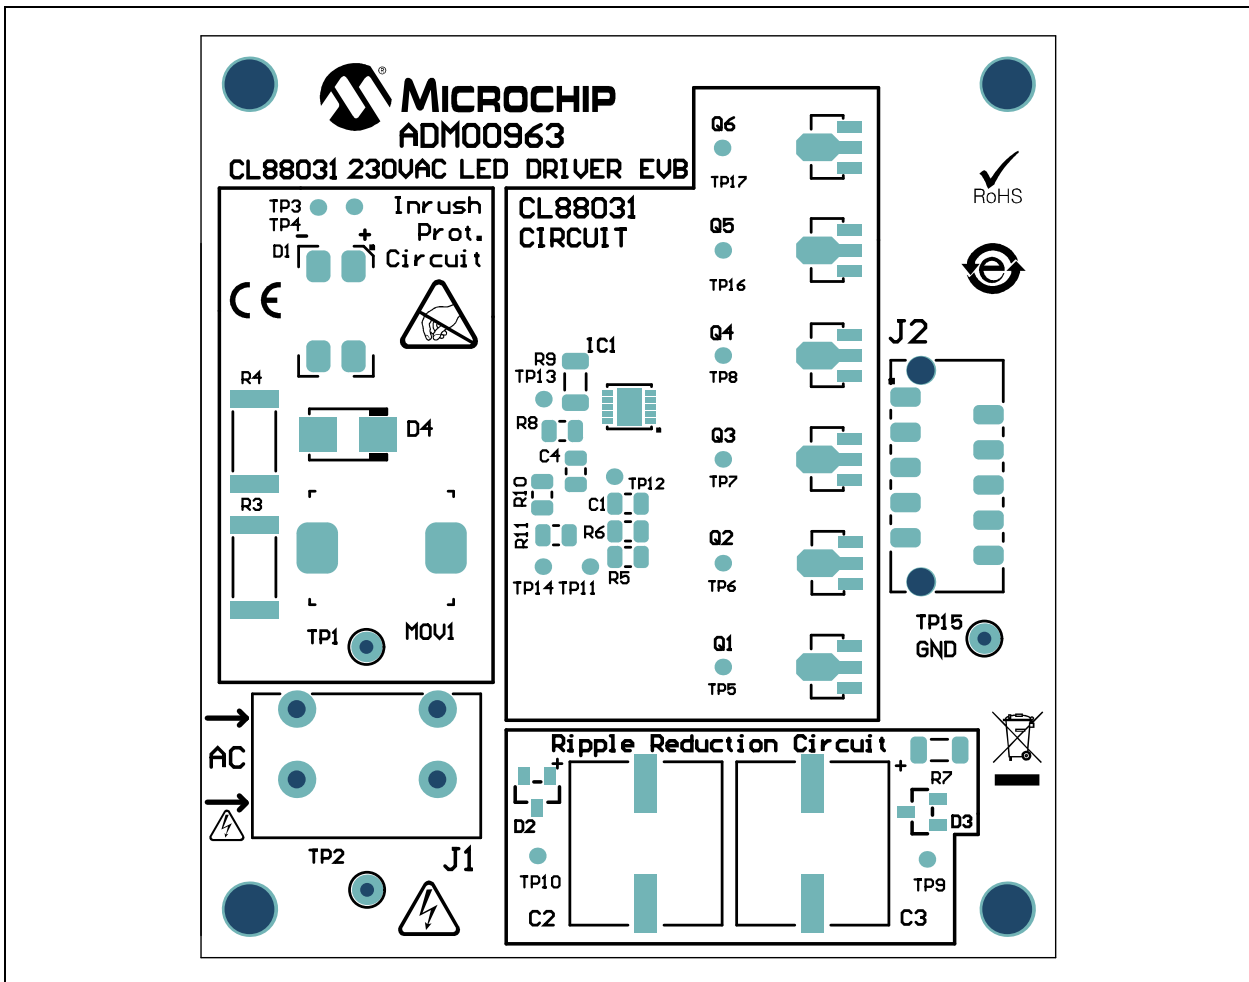 ®
MICROCHIP
ADM00963
CL88031 230VAC LED DRIVER EVB
TP3
TP4
-
+
D1
Inrush
Prot.
Circuit
CE
R4
D4
R3
TP1
MOV1
CL88031
CIRCUIT
R9
IC1
TP13
R8
C4
R10
TP12
C1
R11
R6
R5
TP14
TP11
Q6
TP17
Q5
TP16
Q4
TP8
Q3
TP7
Q2
TP6
Q1
TP5
RoHS
e
J2
TP15
GND
AC
J1
TP2
Ripple Reduction Circuit
+
D2
TP10
C2
+
R7
D3
TP9
C3